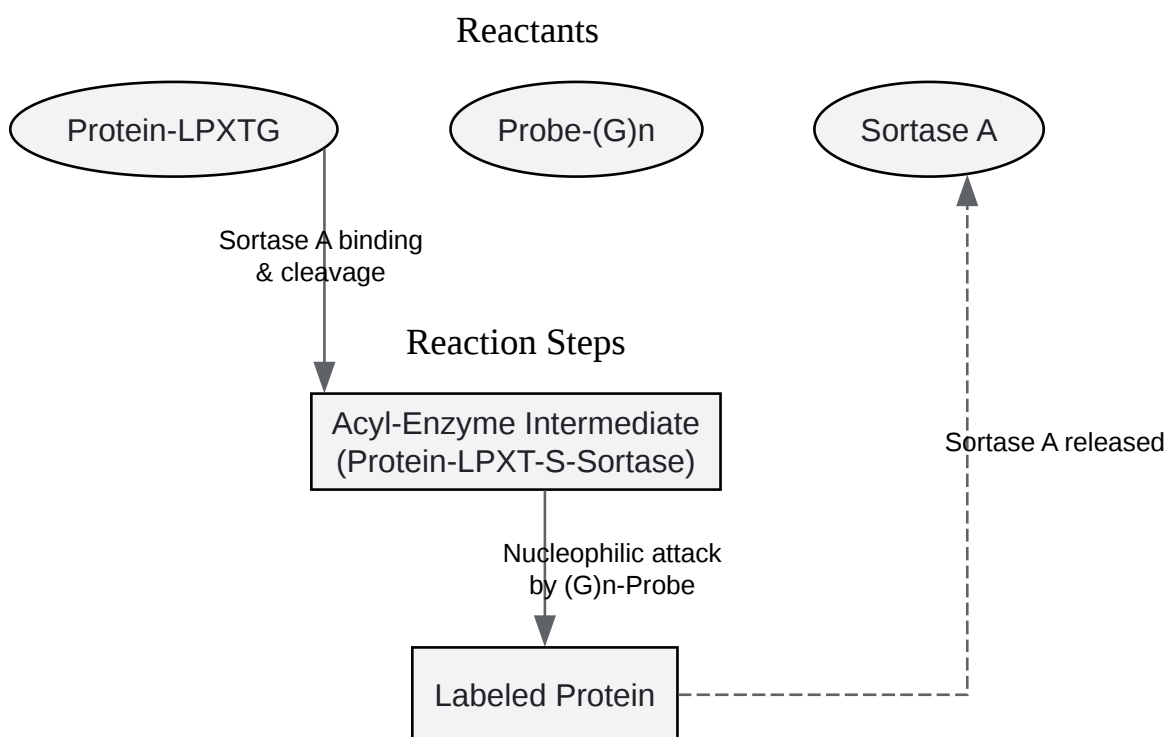 Reactants
Protein-LPXTG
Probe-(G)n
Sortase A
Sortase A binding
& cleavage
Reaction Steps
Acyl-Enzyme Intermediate
(Protein-LPXT-S-Sortase)
Sortase A released
Nucleophilic attack
by (G)n-Probe
Labeled Protein